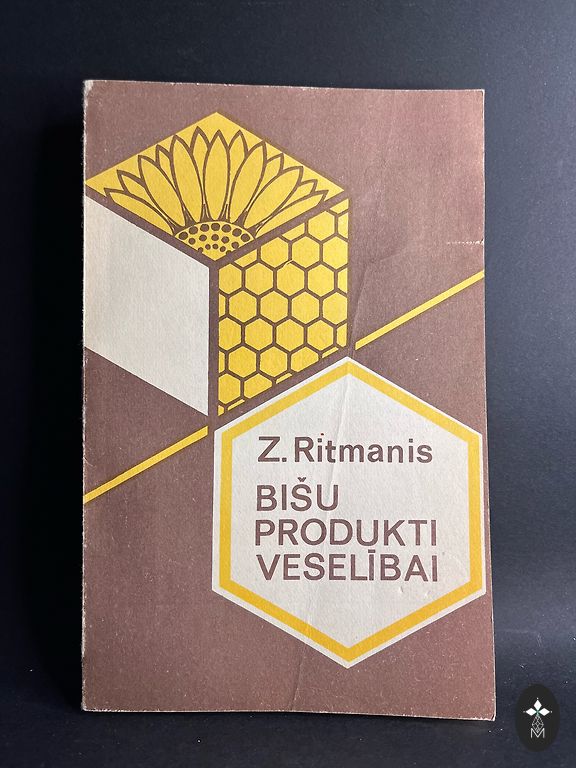 Z. Ritmanis
BIŠU
PRODUKTI
VESELĪBAI
M